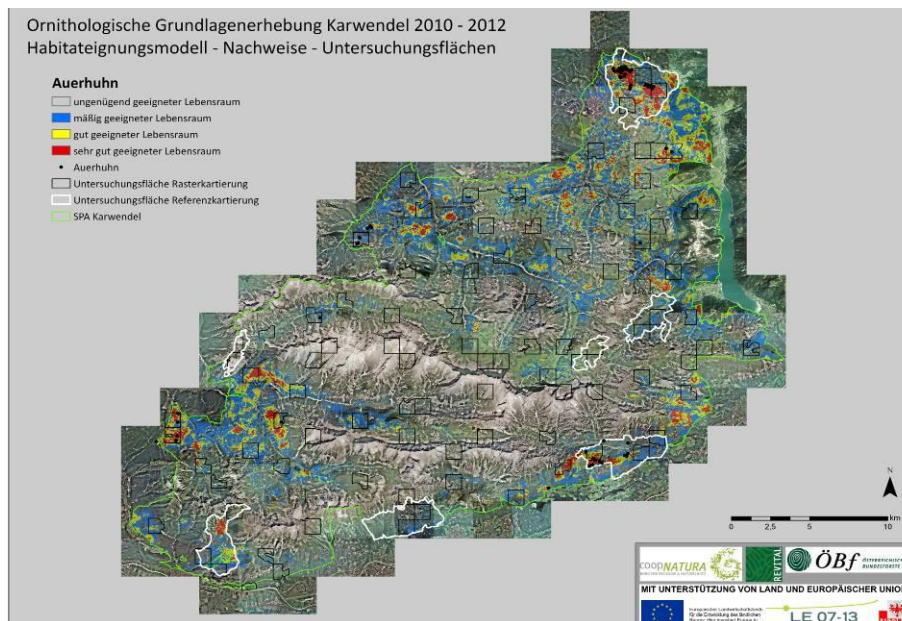 Ornithologische Grundlagenerhebung Karwendel 2010 - 2012
Habitateignungsmodell - Nachweise - Untersuchungsflächen
Auerhuhn
ungenügend geeigneter Lebensraum
mäßig geeigneter Lebensraum
gut geeigneter Lebensraum
sehr gut geeigneter Lebensraum
Auerhuhn
Untersuchungsfläche Rasterkartierung
Untersuchungsfläche Referenzkartierung
SPA Karwendel
N
km
0 2,5 5 10
coopNATURA
REVITAL
ÖBf
ÖSTERREICHISCHE
BUNDESFORSTE
MIT UNTERSTÜTZUNG VON LAND UND EUROPÄISCHER UNION
LE 07-13